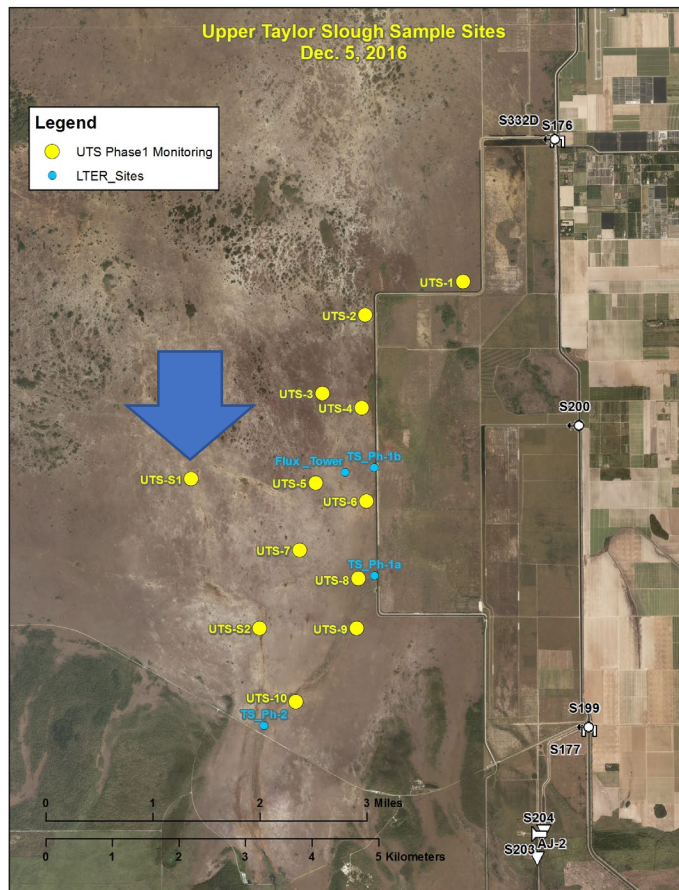 Upper Taylor Slough Sample Sites
Dec. 5, 2016
Legend
UTS Phase1 Monitoring
LTER_Sites
S332D
S176
UTS-1
UTS-2
UTS-3
UTS-4
S200
TS_Ph-1b
Flux_Tower
UTS-S1
UTS-5
UTS-6
UTS-7
TS_Ph-1a
UTS-8
UTS-S2
UTS-9
UTS-10
TS_Ph-2
S199
S177
0 1 2 3 Miles
S204
AJ-2
S203
0 1 2 3 4 5 Kilometers